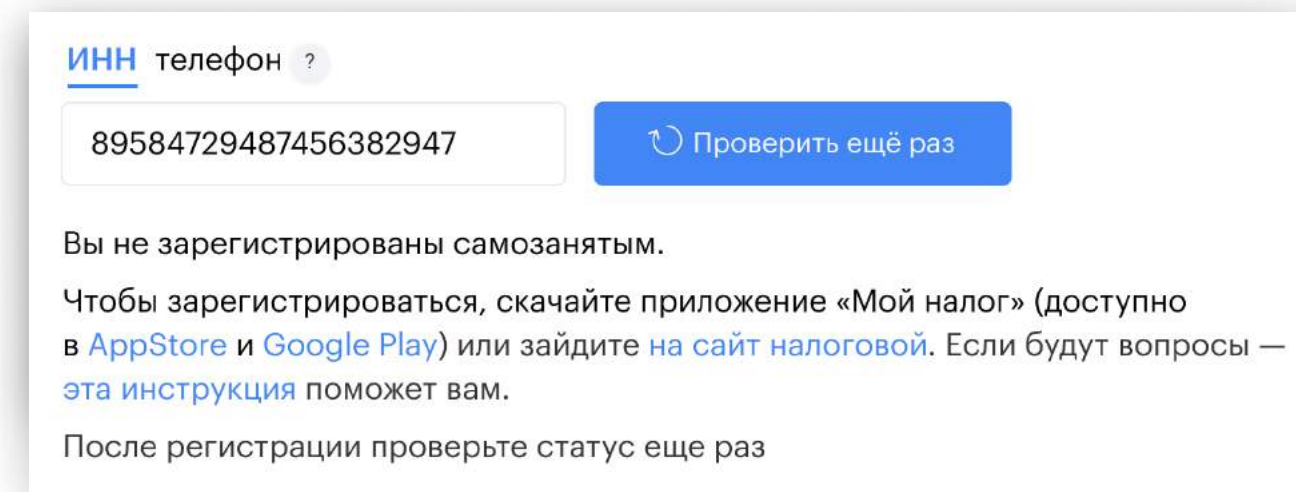 ИНН телефон ?
89584729487456382947 Проверить ещё раз
Вы не зарегистрированы самозанятым.
Чтобы зарегистрироваться, скачайте приложение «Мой налог» (доступно
в AppStore и Google Play) или зайдите на сайт налоговой. Если будут вопросы —
эта инструкция поможет вам.
После регистрации проверьте статус еще раз